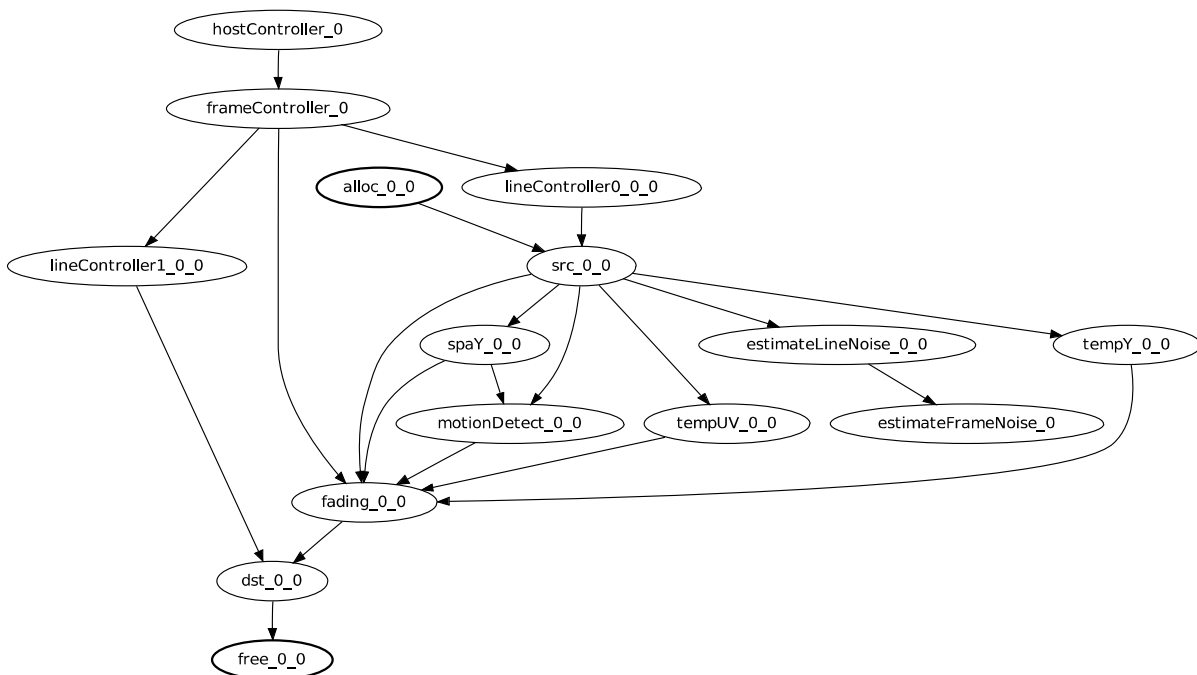 hostController_0
frameController_0
alloc_0_0
lineController0_0_0
lineController1_0_0
src_0_0
spaY_0_0
estimateLineNoise_0_0
tempY_0_0
motionDetect_0_0
tempUV_0_0
estimateFrameNoise_0
fading_0_0
dst_0_0
free_0_0